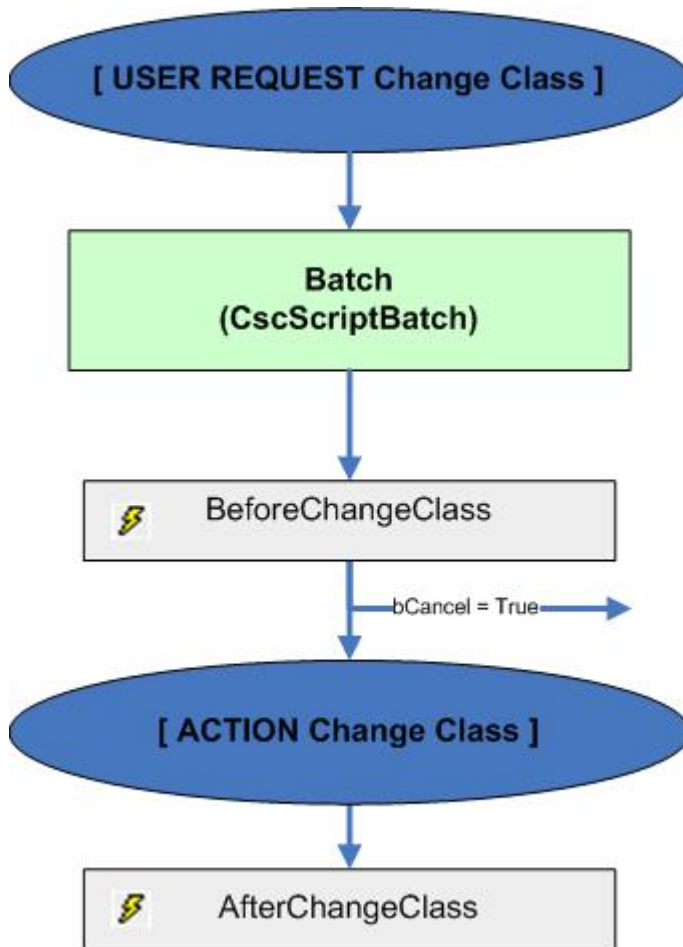 [ USER REQUEST Change Class ]
Batch
(CscScriptBatch)
BeforeChangeClass
bCancel = True
[ ACTION Change Class ]
AfterChangeClass